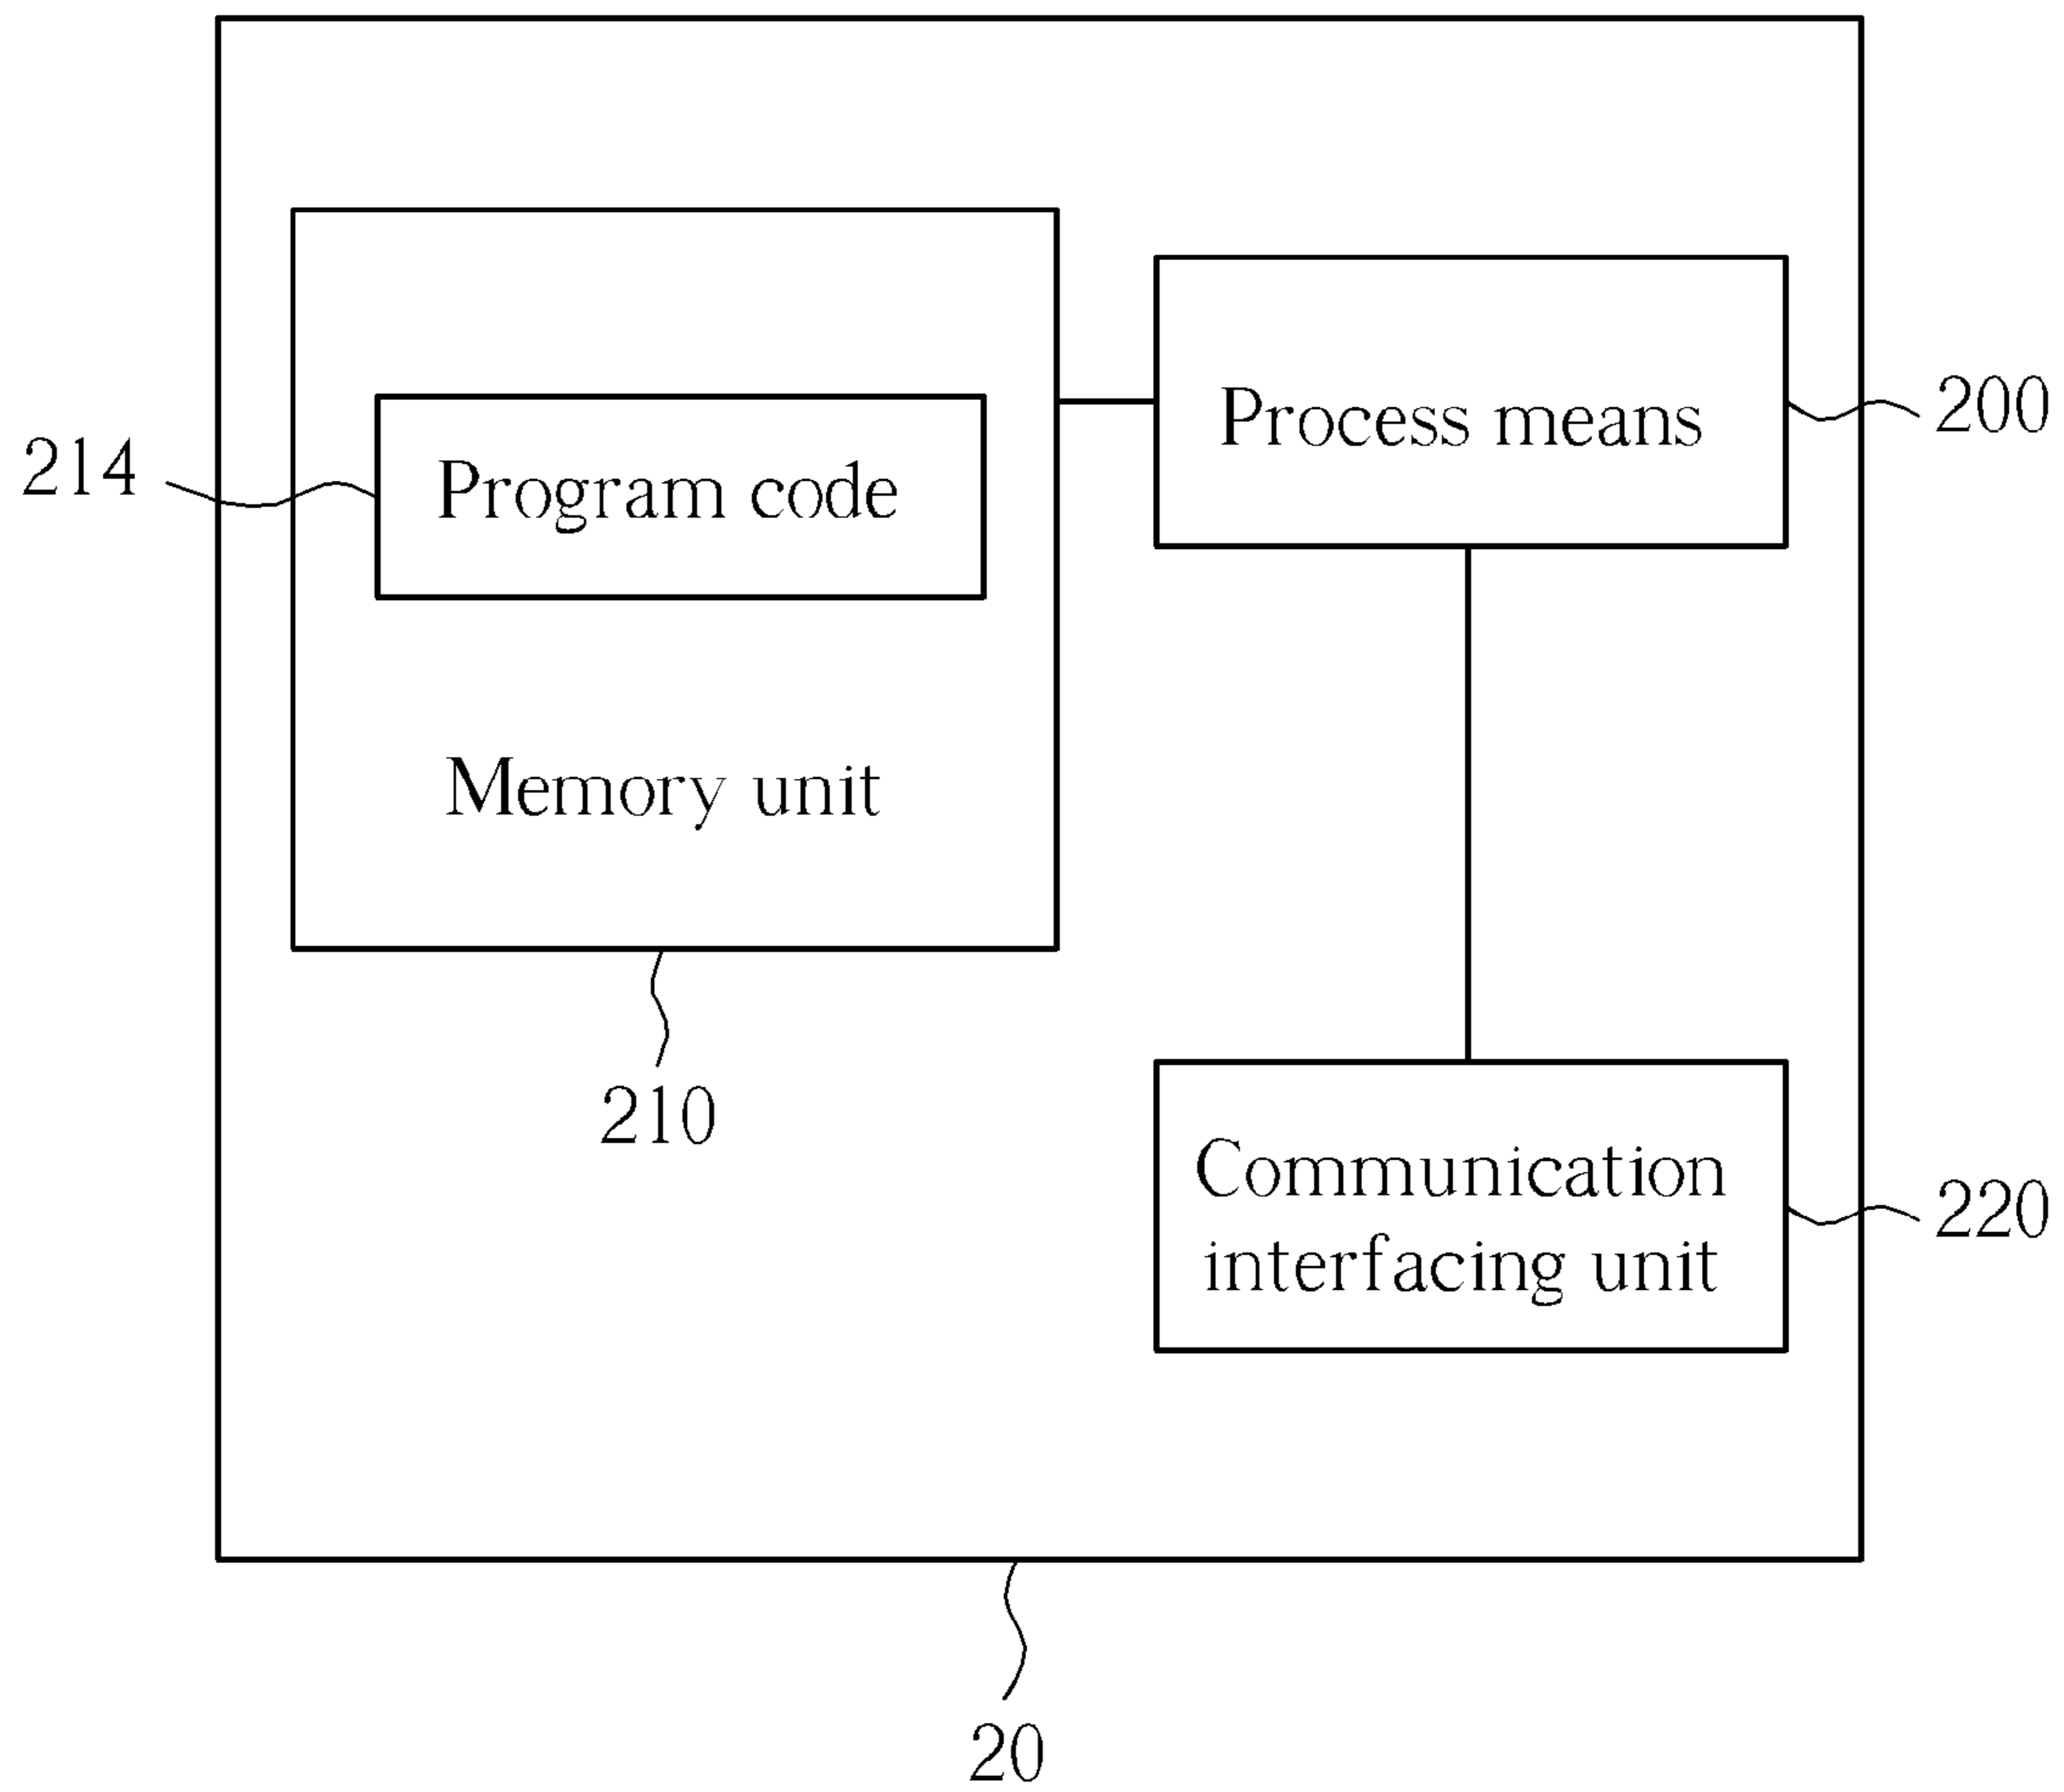 Process means
200
214
Program code
Memory unit
210
Communication
interfacing unit
220
20